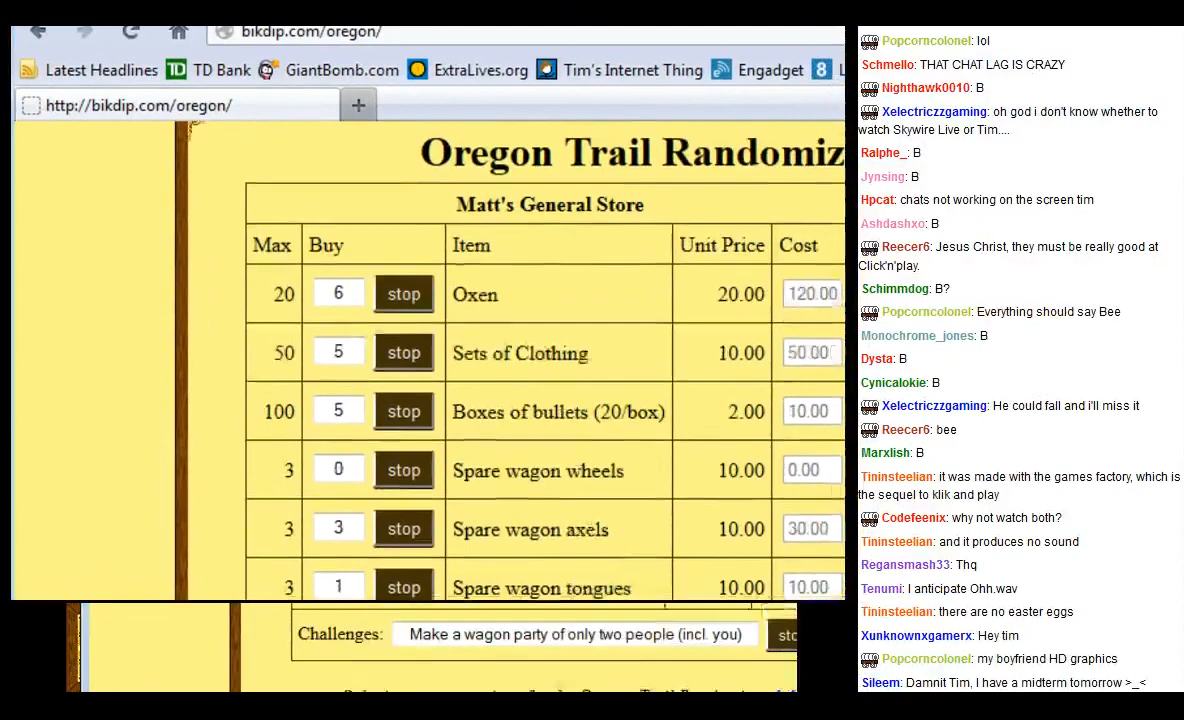 bikdip.com/oregon/
Latest Headlines TD TD Bank GiantBomb.com ExtraLives.org Tim's Internet Thing Engadget 8
http://bikdip.com/oregon/ +
Oregon Trail Randomiz
Matt's General Store
Max Buy Item Unit Price Cost
20 6 stop Oxen 20.00 120.00
50 5 stop Sets of Clothing 10.00 50.00
100 5 stop Boxes of bullets (20/box) 2.00 10.00
3 0 stop Spare wagon wheels 10.00 0.00
3 3 stop Spare wagon axels 10.00 30.00
3 1 stop Spare wagon tongues 10.00 10.00
Challenges: Make a wagon party of only two people (incl. you) sto
Popcorncolonel: lol
Schmello: THAT CHAT LAG IS CRAZY
Nighthawk0010: B
Xelectriczzgaming: oh god i don't know whether to
watch Skywire Live or Tim....
Ralphe_: B
Jynsing: B
Hpcat: chats not working on the screen tim
Ashdashxo: B
Reecer6: Jesus Christ, they must be really good at
Click'n'play.
Schimmdog: B?
Popcorncolonel: Everything should say Bee
Monochrome_jones: B
Dysta: B
Cynicalokie: B
Xelectriczzgaming: He could fall and i'll miss it
Reecer6: bee
Marxlish: B
Tininsteelian: it was made with the games factory, which is
the sequel to klik and play
Codefeenix: why not watch both?
Tininsteelian: and it produces no sound
Regansmash33: Thq
Tenumi: I anticipate Ohh.wav
Tininsteelian: there are no easter eggs
Xunknownxgamerx: Hey tim
Popcorncolonel: my boyfriend HD graphics
Sileem: Damnit Tim, I have a midterm tomorrow >_<